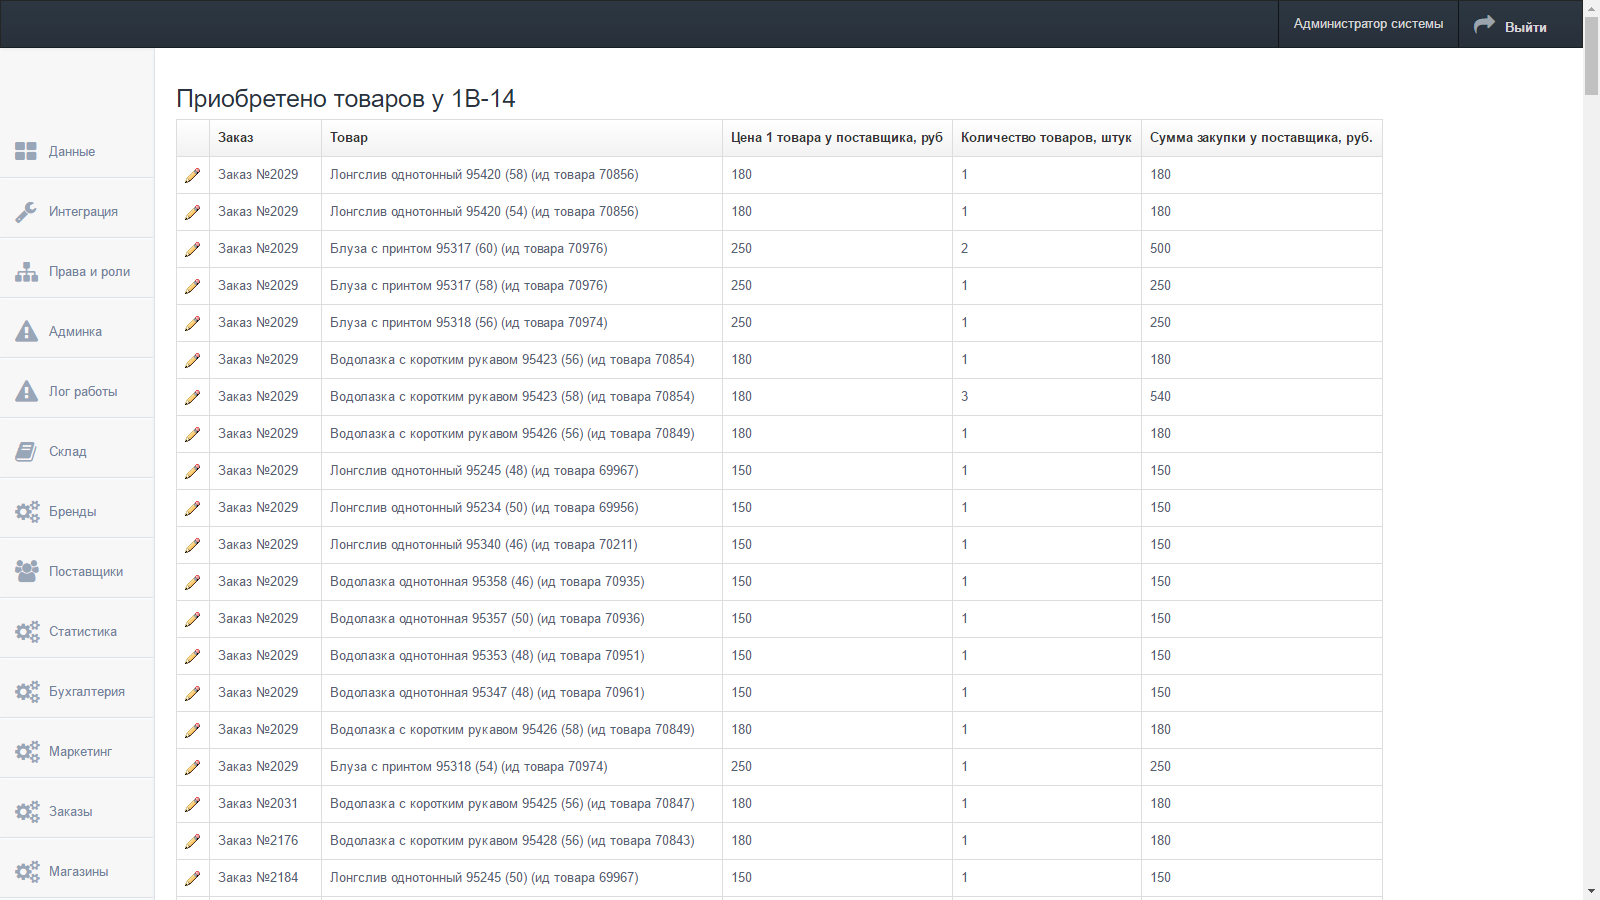 Администратор системы
Выйти
Данные
Интеграция
Права и роли
Админка
Лог работы
Склад
Бренды
Поставщики
Статистика
Бухгалтерия
Маркетинг
Заказы
Магазины
Приобретено товаров у 1В-14
Заказ Товар Цена 1 товара у поставщика, руб Количество товаров, штук Сумма закупки у поставщика, руб.
Заказ №2029 Лонгслив однотонный 95420 (58) (ид товара 70856) 180 1 180
Заказ №2029 Лонгслив однотонный 95420 (54) (ид товара 70856) 180 1 180
Заказ №2029 Блуза с принтом 95317 (60) (ид товара 70976) 250 2 500
Заказ №2029 Блуза с принтом 95317 (58) (ид товара 70976) 250 1 250
Заказ №2029 Блуза с принтом 95318 (56) (ид товара 70974) 250 1 250
Заказ №2029 Водолазка с коротким рукавом 95423 (56) (ид товара 70854) 180 1 180
Заказ №2029 Водолазка с коротким рукавом 95423 (58) (ид товара 70854) 180 3 540
Заказ №2029 Водолазка с коротким рукавом 95426 (56) (ид товара 70849) 180 1 180
Заказ №2029 Лонгслив однотонный 95245 (48) (ид товара 69967) 150 1 150
Заказ №2029 Лонгслив однотонный 95234 (50) (ид товара 69956) 150 1 150
Заказ №2029 Лонгслив однотонный 95340 (46) (ид товара 70211) 150 1 150
Заказ №2029 Водолазка однотонная 95358 (46) (ид товара 70935) 150 1 150
Заказ №2029 Водолазка однотонная 95357 (50) (ид товара 70936) 150 1 150
Заказ №2029 Водолазка однотонная 95353 (48) (ид товара 70951) 150 1 150
Заказ №2029 Водолазка однотонная 95347 (48) (ид товара 70961) 150 1 150
Заказ №2029 Водолазка с коротким рукавом 95426 (58) (ид товара 70849) 180 1 180
Заказ №2029 Блуза с принтом 95318 (54) (ид товара 70974) 250 1 250
Заказ №2031 Водолазка с коротким рукавом 95425 (56) (ид товара 70847) 180 1 180
Заказ №2176 Водолазка с коротким рукавом 95428 (56) (ид товара 70843) 180 1 180
Заказ №2184 Лонгслив однотонный 95245 (50) (ид товара 69967) 150 1 150